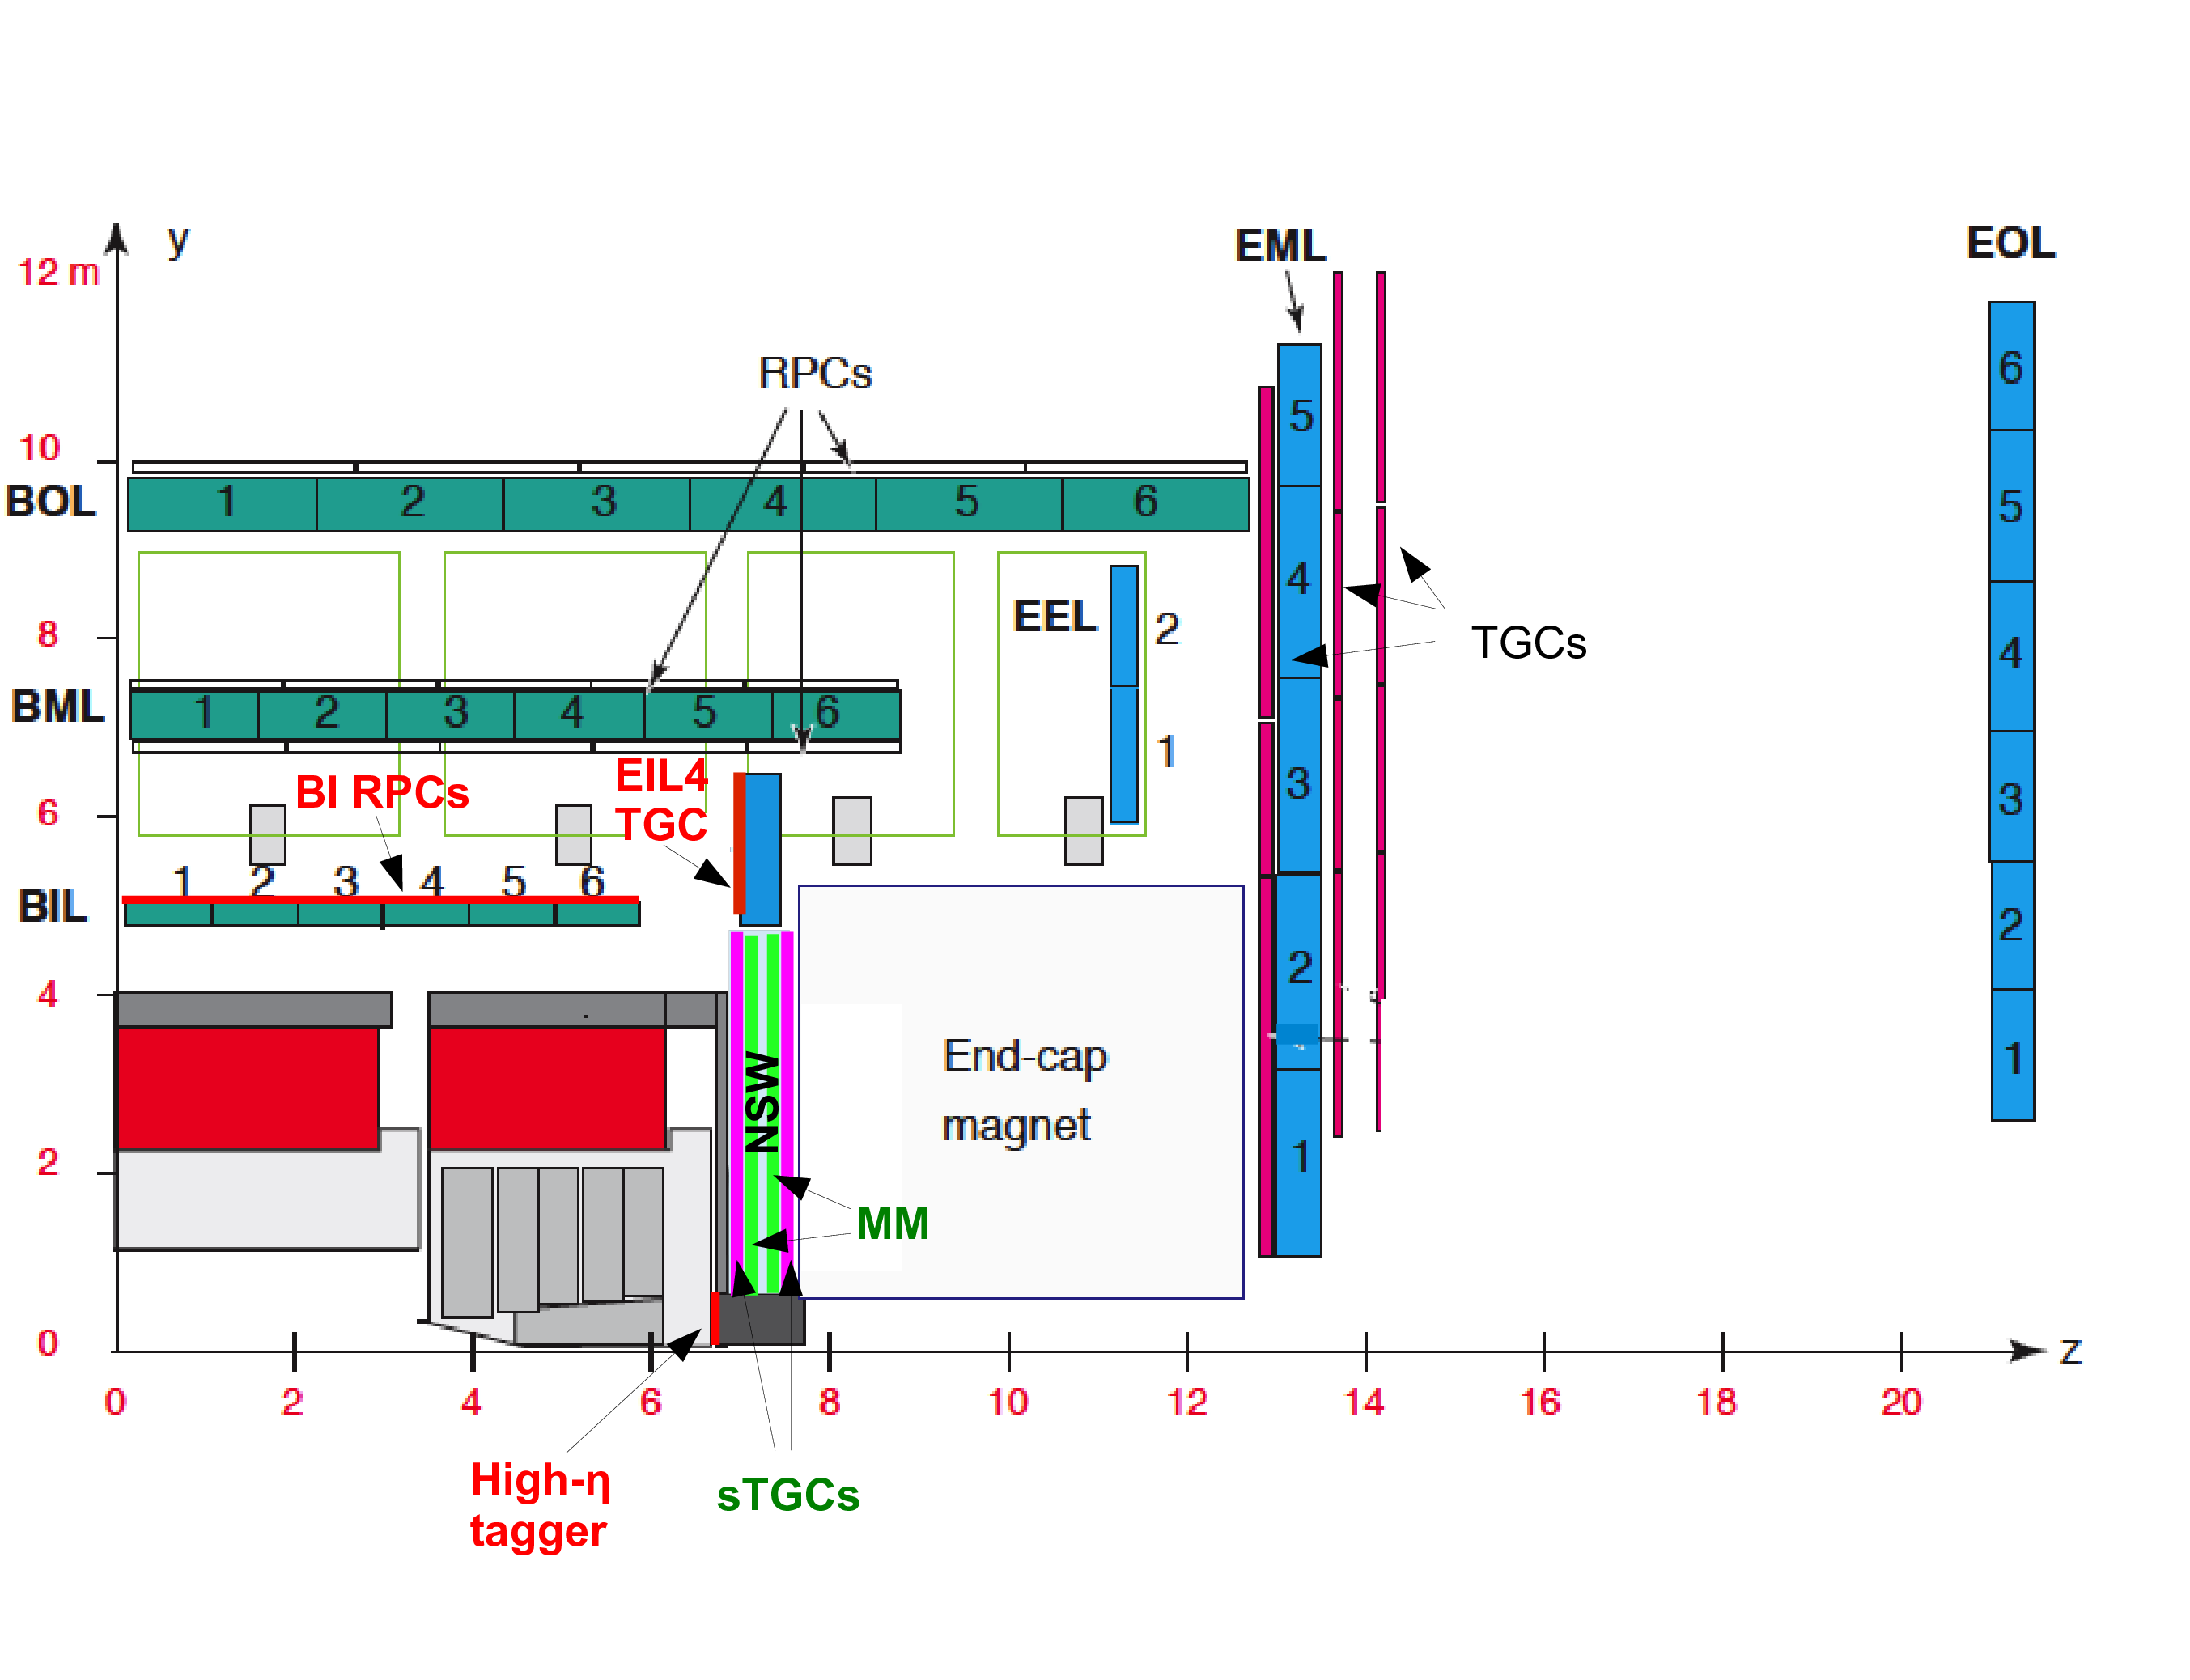 y
12 m
EML
EOL
RPCs
10
BOL
1 2 3 4 5 6
5
6
5
4
EEL
2
TGCs
8
4
BML
1 2 3 4 5 6
1
3
3
BI RPCs
EIL4
TGC
6
1 2 3 4 5 6
BIL
2
2
4
NSW
End-cap
magnet
1
1
2
MM
0
z
0 2 4 6 8 10 12 14 16 18 20
High-η
tagger
sTGCs